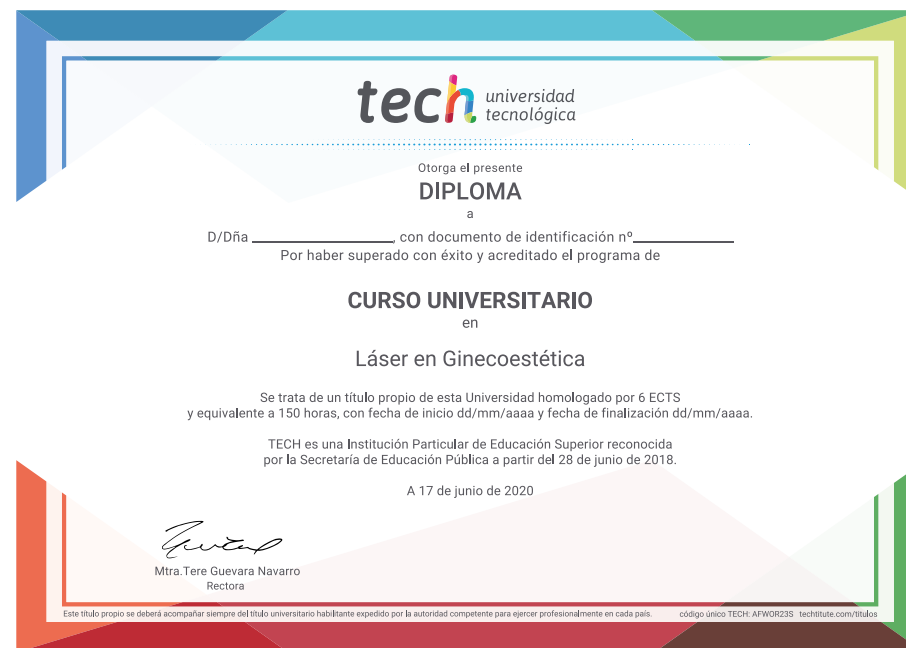 tech universidad
tecnológica
Otorga el presente
DIPLOMA
a
D/Dña ____________________, con documento de identificación nº______________
Por haber superado con éxito y acreditado el programa de
CURSO UNIVERSITARIO
en
Láser en Ginecoestética
Se trata de un título propio de esta Universidad homologado por 6 ECTS
y equivalente a 150 horas, con fecha de inicio dd/mm/aaaa y fecha de finalización dd/mm/aaaa.
TECH es una Institución Particular de Educación Superior reconocida
por la Secretaría de Educación Pública a partir del 28 de junio de 2018.
A 17 de junio de 2020
Mtra.Tere Guevara Navarro
Rectora
Este título propio se deberá acompañar siempre del título universitario habilitante expedido por la autoridad competente para ejercer profesionalmente en cada país. código único TECH: AFWOR23S techtitute.com/títulos